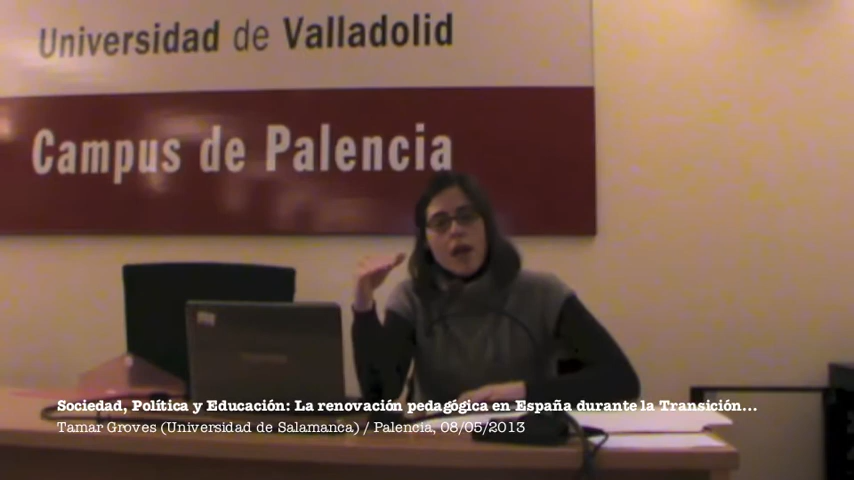 Universidad de Valladolid
Campus de Palencia
Sociedad, Política y Educación: La renovación pedagógica en España durante la Transición...
Tamar Groves (Universidad de Salamanca) / Palencia, 08/05/2013